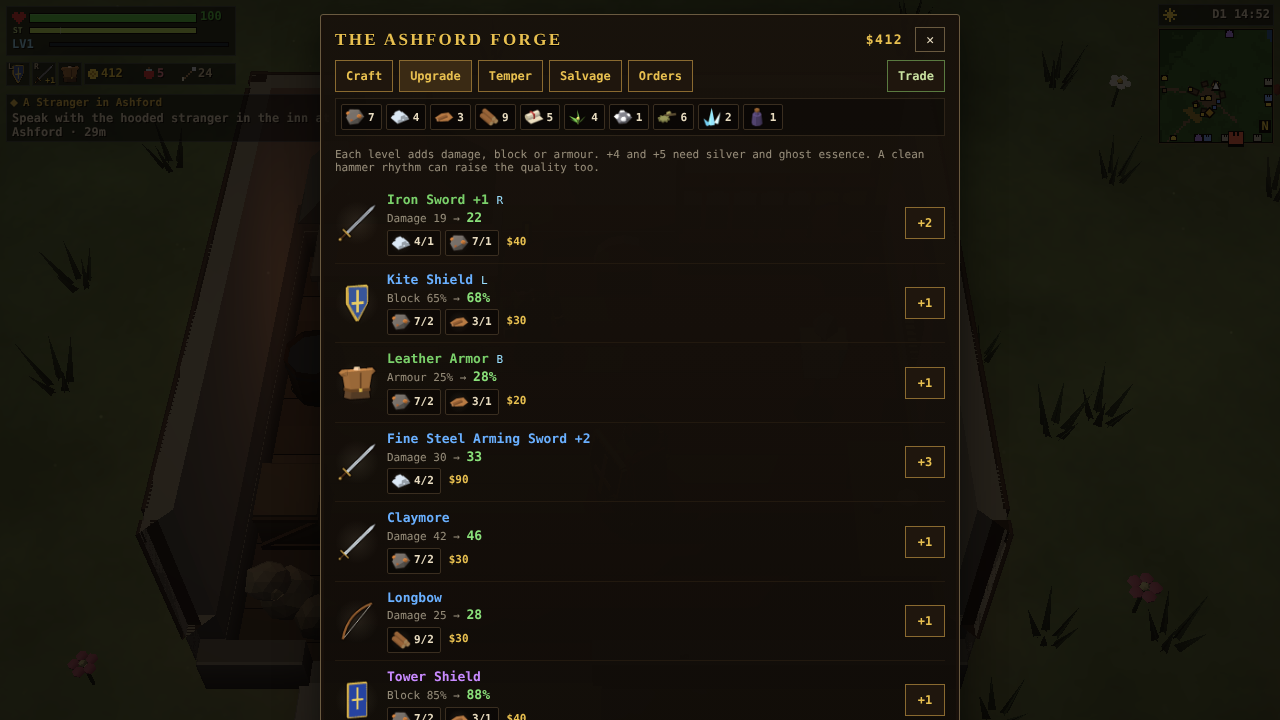 100
ST
LV1
L
R
+1
412
5
24
◆ A Stranger in Ashford
Speak with the hooded stranger in the inn a
Ashford · 29m
D1 14:52
N
THE ASHFORD FORGE
$412
×
Craft
Upgrade
Temper
Salvage
Orders
Trade
7
4
3
9
5
4
1
6
2
1
Each level adds damage, block or armour. +4 and +5 need silver and ghost essence. A clean
hammer rhythm can raise the quality too.
Iron Sword +1 R
Damage 19 → 22
4/1
7/1
$40
+2
Kite Shield L
Block 65% → 68%
7/2
3/1
$30
+1
Leather Armor B
Armour 25% → 28%
7/2
3/1
$20
+1
Fine Steel Arming Sword +2
Damage 30 → 33
4/2
$90
+3
Claymore
Damage 42 → 46
7/2
$30
+1
Longbow
Damage 25 → 28
9/2
$30
+1
Tower Shield
Block 85% → 88%
7/2
3/1
$40
+1